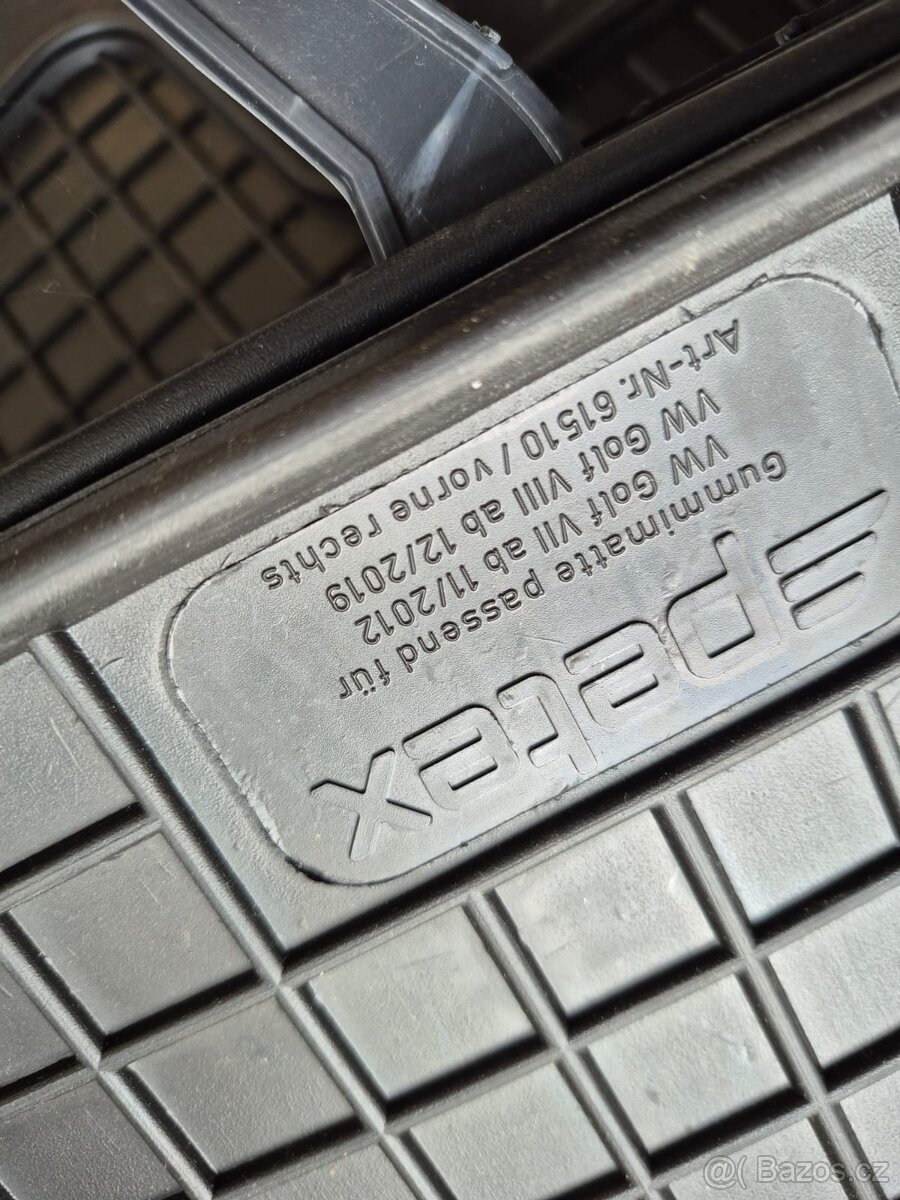 petex
Gummimatte passend für
VW Golf VII ab 11/2012
VW Golf VIII ab 12/2019
Art-Nr. 61510 / vorne rechts
@( Bazos.cz